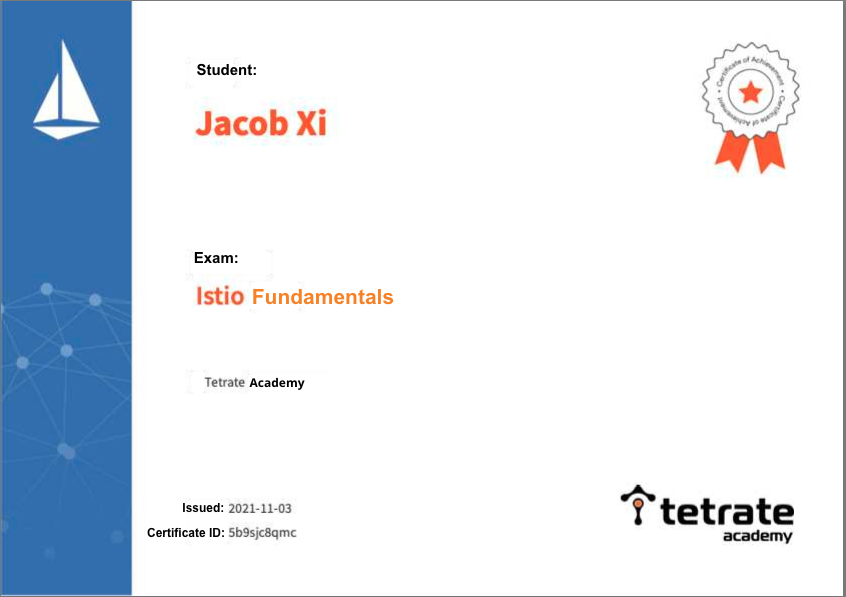 Student:
Certificate of Achievement • Certificate of Achievement •
Jacob Xi
Exam:
Istio Fundamentals
Tetrate Academy
Issued: 2021-11-03
Certificate ID: 5b9sjc8qmc
tetrate
academy